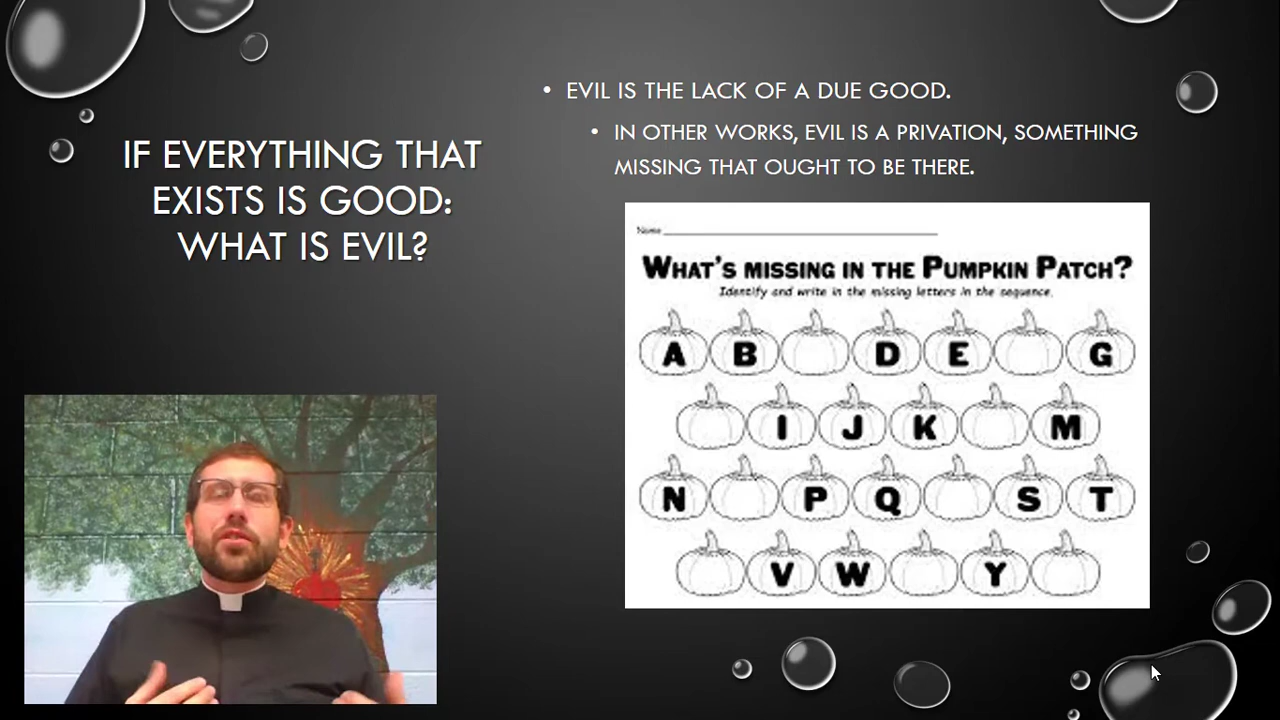 IF EVERYTHING THAT
EXISTS IS GOOD:
WHAT IS EVIL?
• EVIL IS THE LACK OF A DUE GOOD.
• IN OTHER WORKS, EVIL IS A PRIVATION, SOMETHING
MISSING THAT OUGHT TO BE THERE.
Name
WHAT'S MISSING IN THE PUMPKIN PATCH?
Identify and write in the missing letters in the sequence.
A B D E G
I J K M
N P Q S T
V W Y